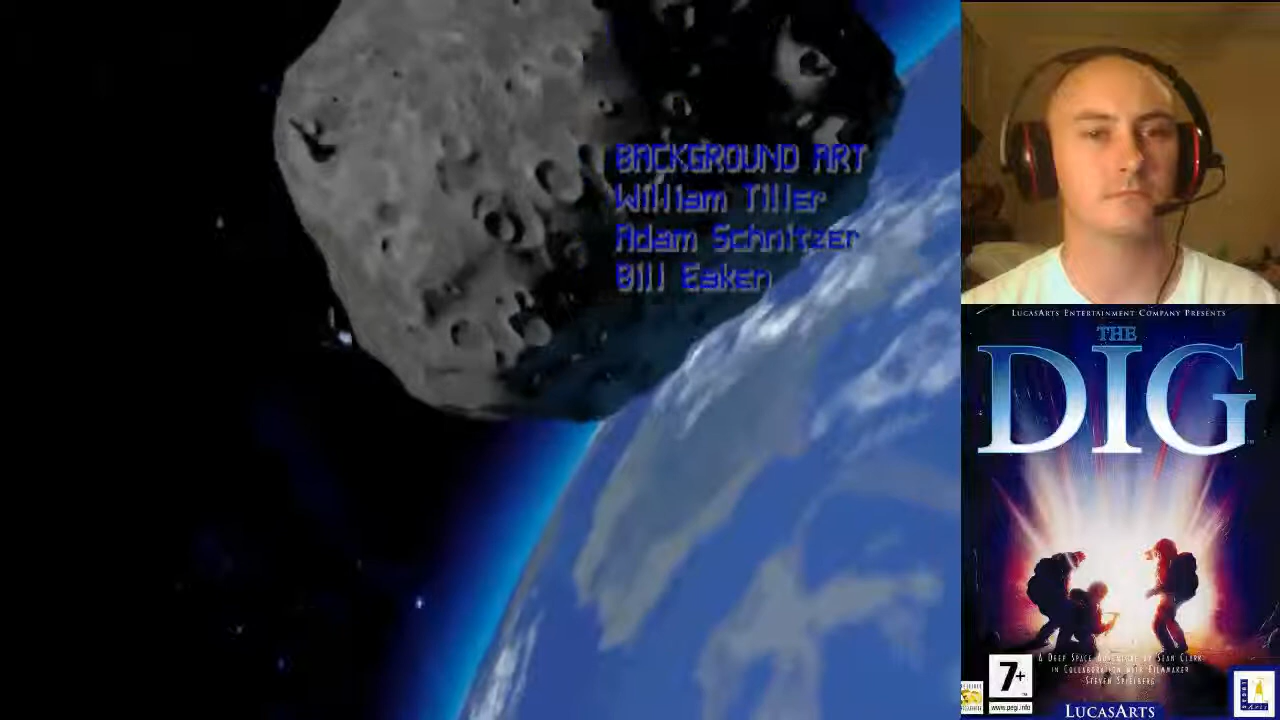 BACKGROUND ART
William Tiller
Adam Schnitzer
Bill Eaken
LUCASARTS ENTERTAINMENT COMPANY PRESENTS
THE
DIG
A DEEP SPACE ADVENTURE BY SEAN CLARK
IN COLLABORATION WITH FILMMAKER
STEVEN SPIELBERG
7+
www.pegi.info
LUCASARTS